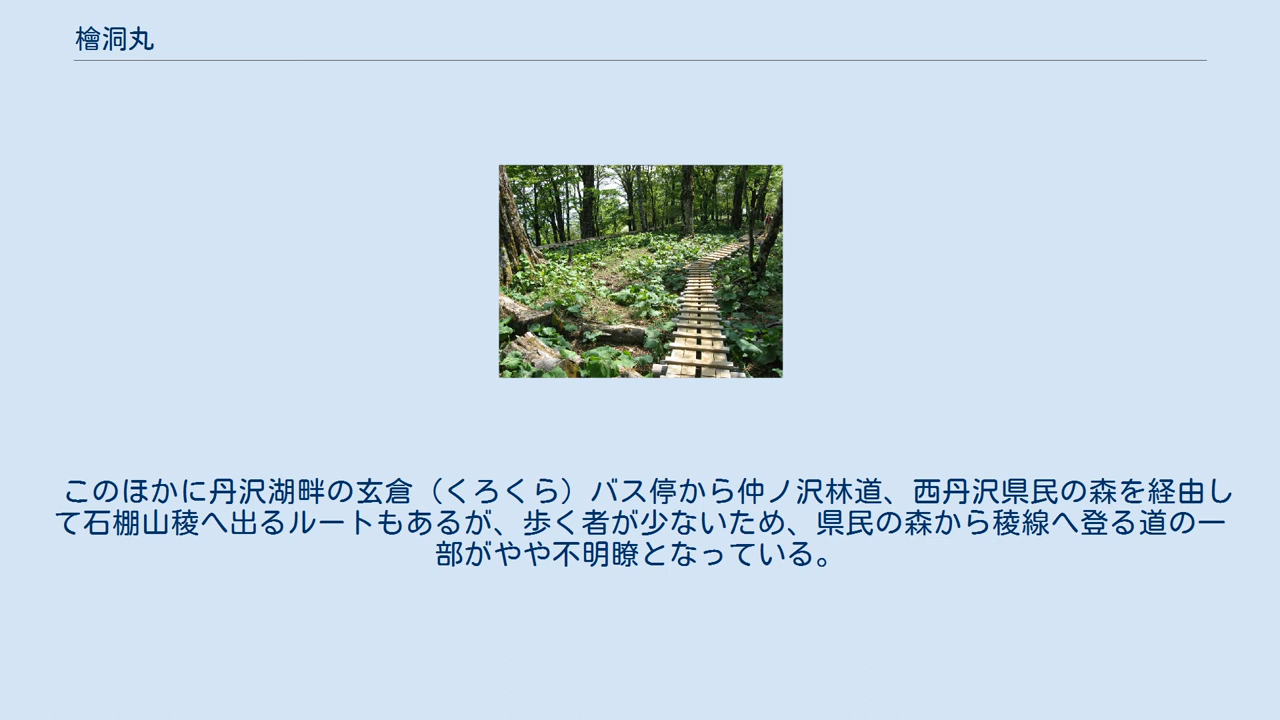 檜洞丸
このほかに丹沢湖畔の玄倉（くろくら）バス停から仲ノ沢林道、西丹沢県民の森を経由し
て石棚山稜へ出るルートもあるが、歩く者が少ないため、県民の森から稜線へ登る道の一
部がやや不明瞭となっている。